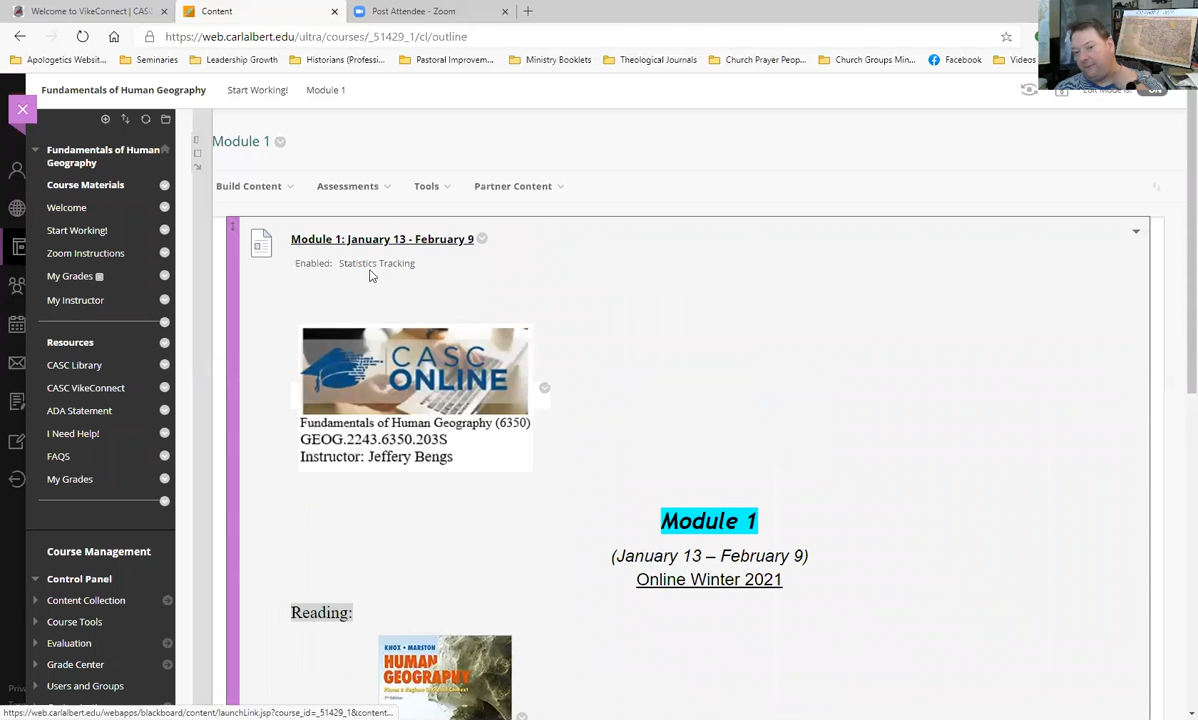 Welcome to VikeConnect | CASC
Content
Post Attendee - Zoom
https://web.carlalbert.edu/ultra/courses/_51429_1/cl/outline
Apologetics Websit...
Seminaries
Leadership Growth
Historians (Professi...
Pastoral Improvem...
Ministry Booklets
Theological Journals
Church Prayer Peop...
Church Groups Min...
Facebook
Videos
Fundamentals of Human Geography
Start Working!
Module 1
Edit Mode is:
ON
Fundamentals of Human
Geography
Course Materials
Welcome
Start Working!
Zoom Instructions
My Grades
My Instructor
Resources
CASC Library
CASC VikeConnect
ADA Statement
I Need Help!
FAQS
My Grades
Course Management
Control Panel
Content Collection
Course Tools
Evaluation
Grade Center
Users and Groups
Module 1
Build Content
Assessments
Tools
Partner Content
Module 1: January 13 - February 9
Enabled: Statistics Tracking
CASC
ONLINE
Fundamentals of Human Geography (6350)
GEOG.2243.6350.203S
Instructor: Jeffery Bengs
Module 1
(January 13 – February 9)
Online Winter 2021
Reading:
KNOX • MARSTON
HUMAN
GEOGRAPHY
https://web.carlalbert.edu/webapps/blackboard/content/launchLink.jsp?course_id=_51429_1&content...